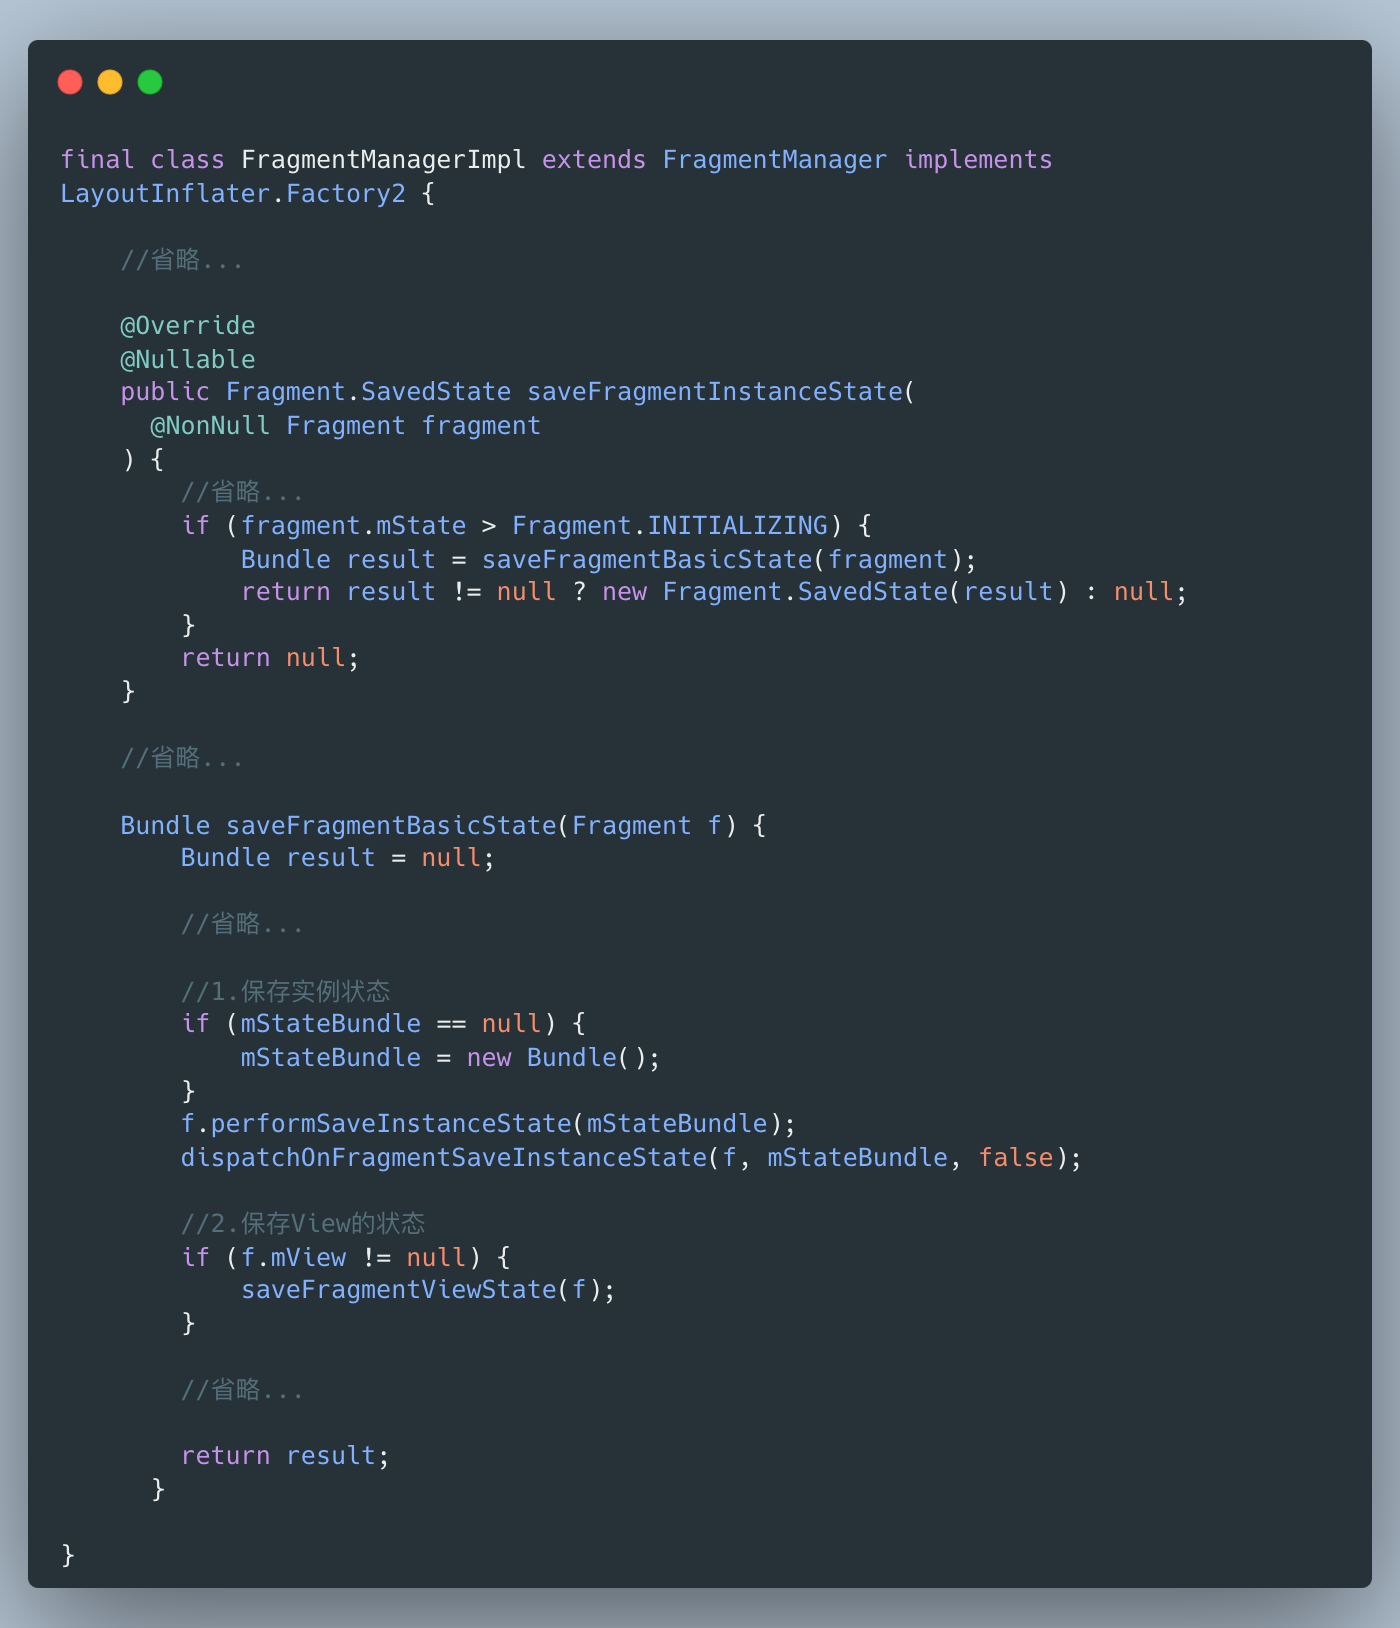 final class FragmentManagerImpl extends FragmentManager implements
LayoutInflater.Factory2 {
//省略...
@Override
@Nullable
public Fragment.SavedState saveFragmentInstanceState(
@NonNull Fragment fragment
) {
//省略...
if (fragment.mState > Fragment.INITIALIZING) {
Bundle result = saveFragmentBasicState(fragment);
return result != null ? new Fragment.SavedState(result) : null;
}
return null;
}
//省略...
Bundle saveFragmentBasicState(Fragment f) {
Bundle result = null;
//省略...
//1.保存实例状态
if (mStateBundle == null) {
mStateBundle = new Bundle();
}
f.performSaveInstanceState(mStateBundle);
dispatchOnFragmentSaveInstanceState(f, mStateBundle, false);
//2.保存View的状态
if (f.mView != null) {
saveFragmentViewState(f);
}
//省略...
return result;
}
}